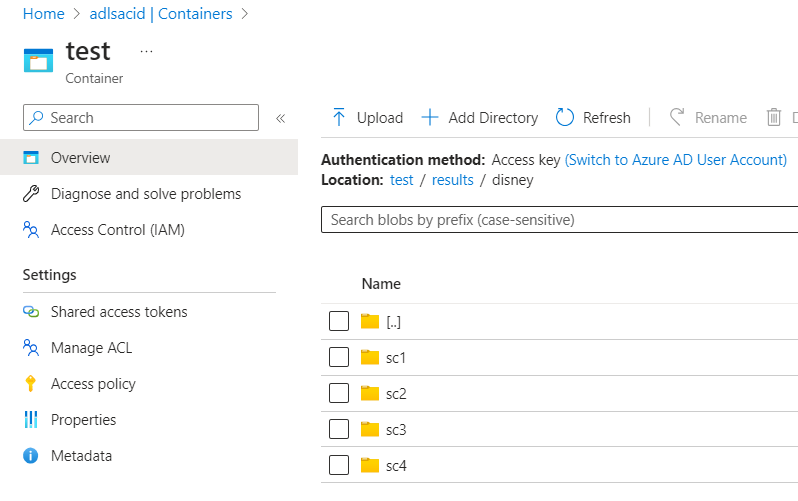 Home > adlsacid | Containers >
test ...
Container
Search «
Overview
Diagnose and solve problems
Access Control (IAM)
Settings
Shared access tokens
Manage ACL
Access policy
Properties
Metadata
Upload Add Directory Refresh Rename
Authentication method: Access key (Switch to Azure AD User Account)
Location: test / results / disney
Search blobs by prefix (case-sensitive)
Name
[..]
sc1
sc2
sc3
sc4